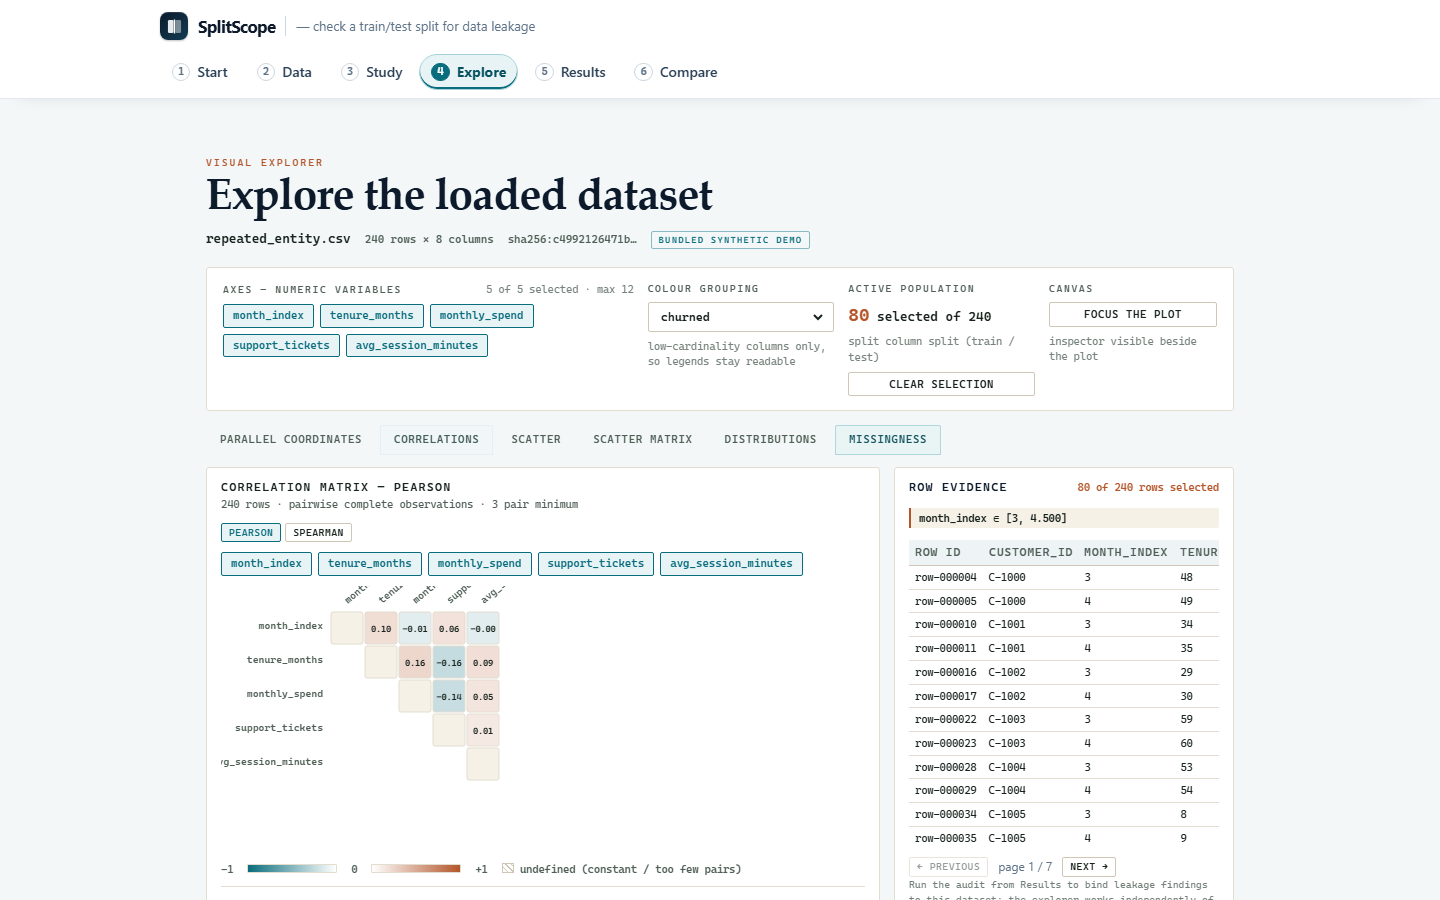 SplitScope — check a train/test split for data leakage
1 Start 2 Data 3 Study 4 Explore 5 Results 6 Compare
VISUAL EXPLORER
Explore the loaded dataset
repeated_entity.csv 240 rows × 8 columns sha256:c4992126471b… BUNDLED SYNTHETIC DEMO
AXES — NUMERIC VARIABLES 5 of 5 selected · max 12
month_index tenure_months monthly_spend
support_tickets avg_session_minutes
COLOUR GROUPING
churned
low-cardinality columns only,
so legends stay readable
ACTIVE POPULATION
80 selected of 240
split column split (train /
test)
CLEAR SELECTION
CANVAS
FOCUS THE PLOT
inspector visible beside
the plot
PARALLEL COORDINATES CORRELATIONS SCATTER SCATTER MATRIX DISTRIBUTIONS MISSINGNESS
CORRELATION MATRIX — PEARSON
240 rows · pairwise complete observations · 3 pair minimum
PEARSON SPEARMAN
month_index tenure_months monthly_spend support_tickets avg_session_minutes
month_index 0.10 -0.01 0.06 -0.00
tenure_months 0.16 -0.16 0.09
monthly_spend -0.14 0.05
support_tickets 0.01
vg_session_minutes
-1 0 +1 undefined (constant / too few pairs)
ROW EVIDENCE 80 of 240 rows selected
month_index ∈ [3, 4.500]
ROW ID CUSTOMER_ID MONTH_INDEX TENUR
row-000004 C-1000 3 48
row-000005 C-1000 4 49
row-000010 C-1001 3 34
row-000011 C-1001 4 35
row-000016 C-1002 3 29
row-000017 C-1002 4 30
row-000022 C-1003 3 59
row-000023 C-1003 4 60
row-000028 C-1004 3 53
row-000029 C-1004 4 54
row-000034 C-1005 3 8
row-000035 C-1005 4 9
← PREVIOUS page 1 / 7 NEXT →
Run the audit from Results to bind leakage findings
to this dataset; the explorer works independently of